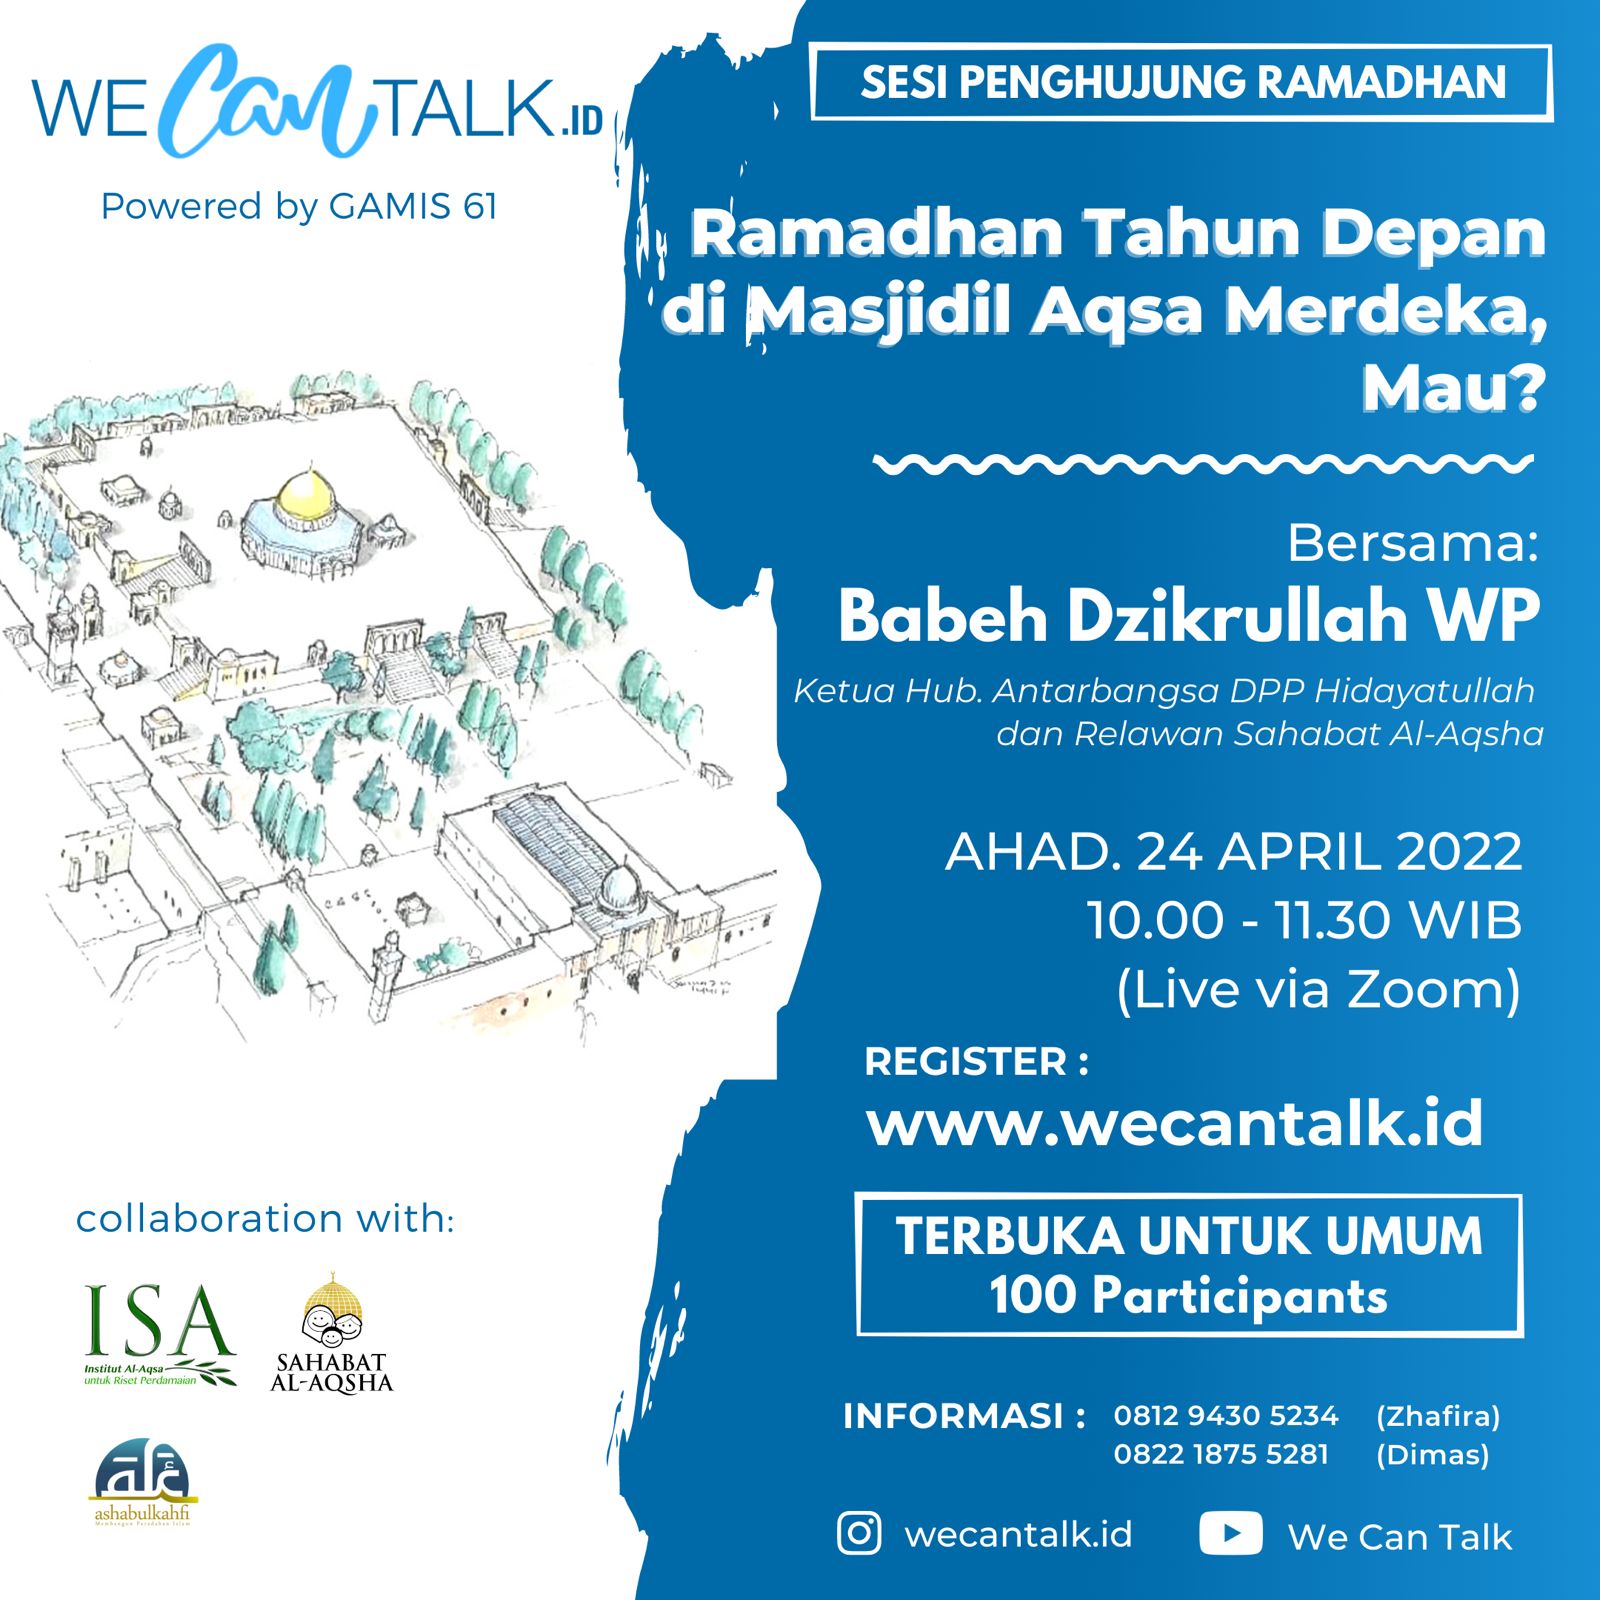 WE Can TALK.ID
Powered by GAMIS 61
SESI PENGHUJUNG RAMADHAN
Ramadhan Tahun Depan
di Masjidil Aqsa Merdeka,
Mau?
Bersama:
Babeh Dzikrullah WP
Ketua Hub. Antarbangsa DPP Hidayatullah
dan Relawan Sahabat Al-Aqsha
AHAD. 24 APRIL 2022
10.00 - 11.30 WIB
(Live via Zoom)
REGISTER :
www.wecantalk.id
TERBUKA UNTUK UMUM
100 Participants
collaboration with:
ISA
Institut Al-Aqsa
untuk Riset Perdamaian
SAHABAT
AL-AQSHA
ashabulkahfi
Membangun Peradaban Islam
INFORMASI : 0812 9430 5234 (Zhafira)
0822 1875 5281 (Dimas)
wecantalk.id
We Can Talk